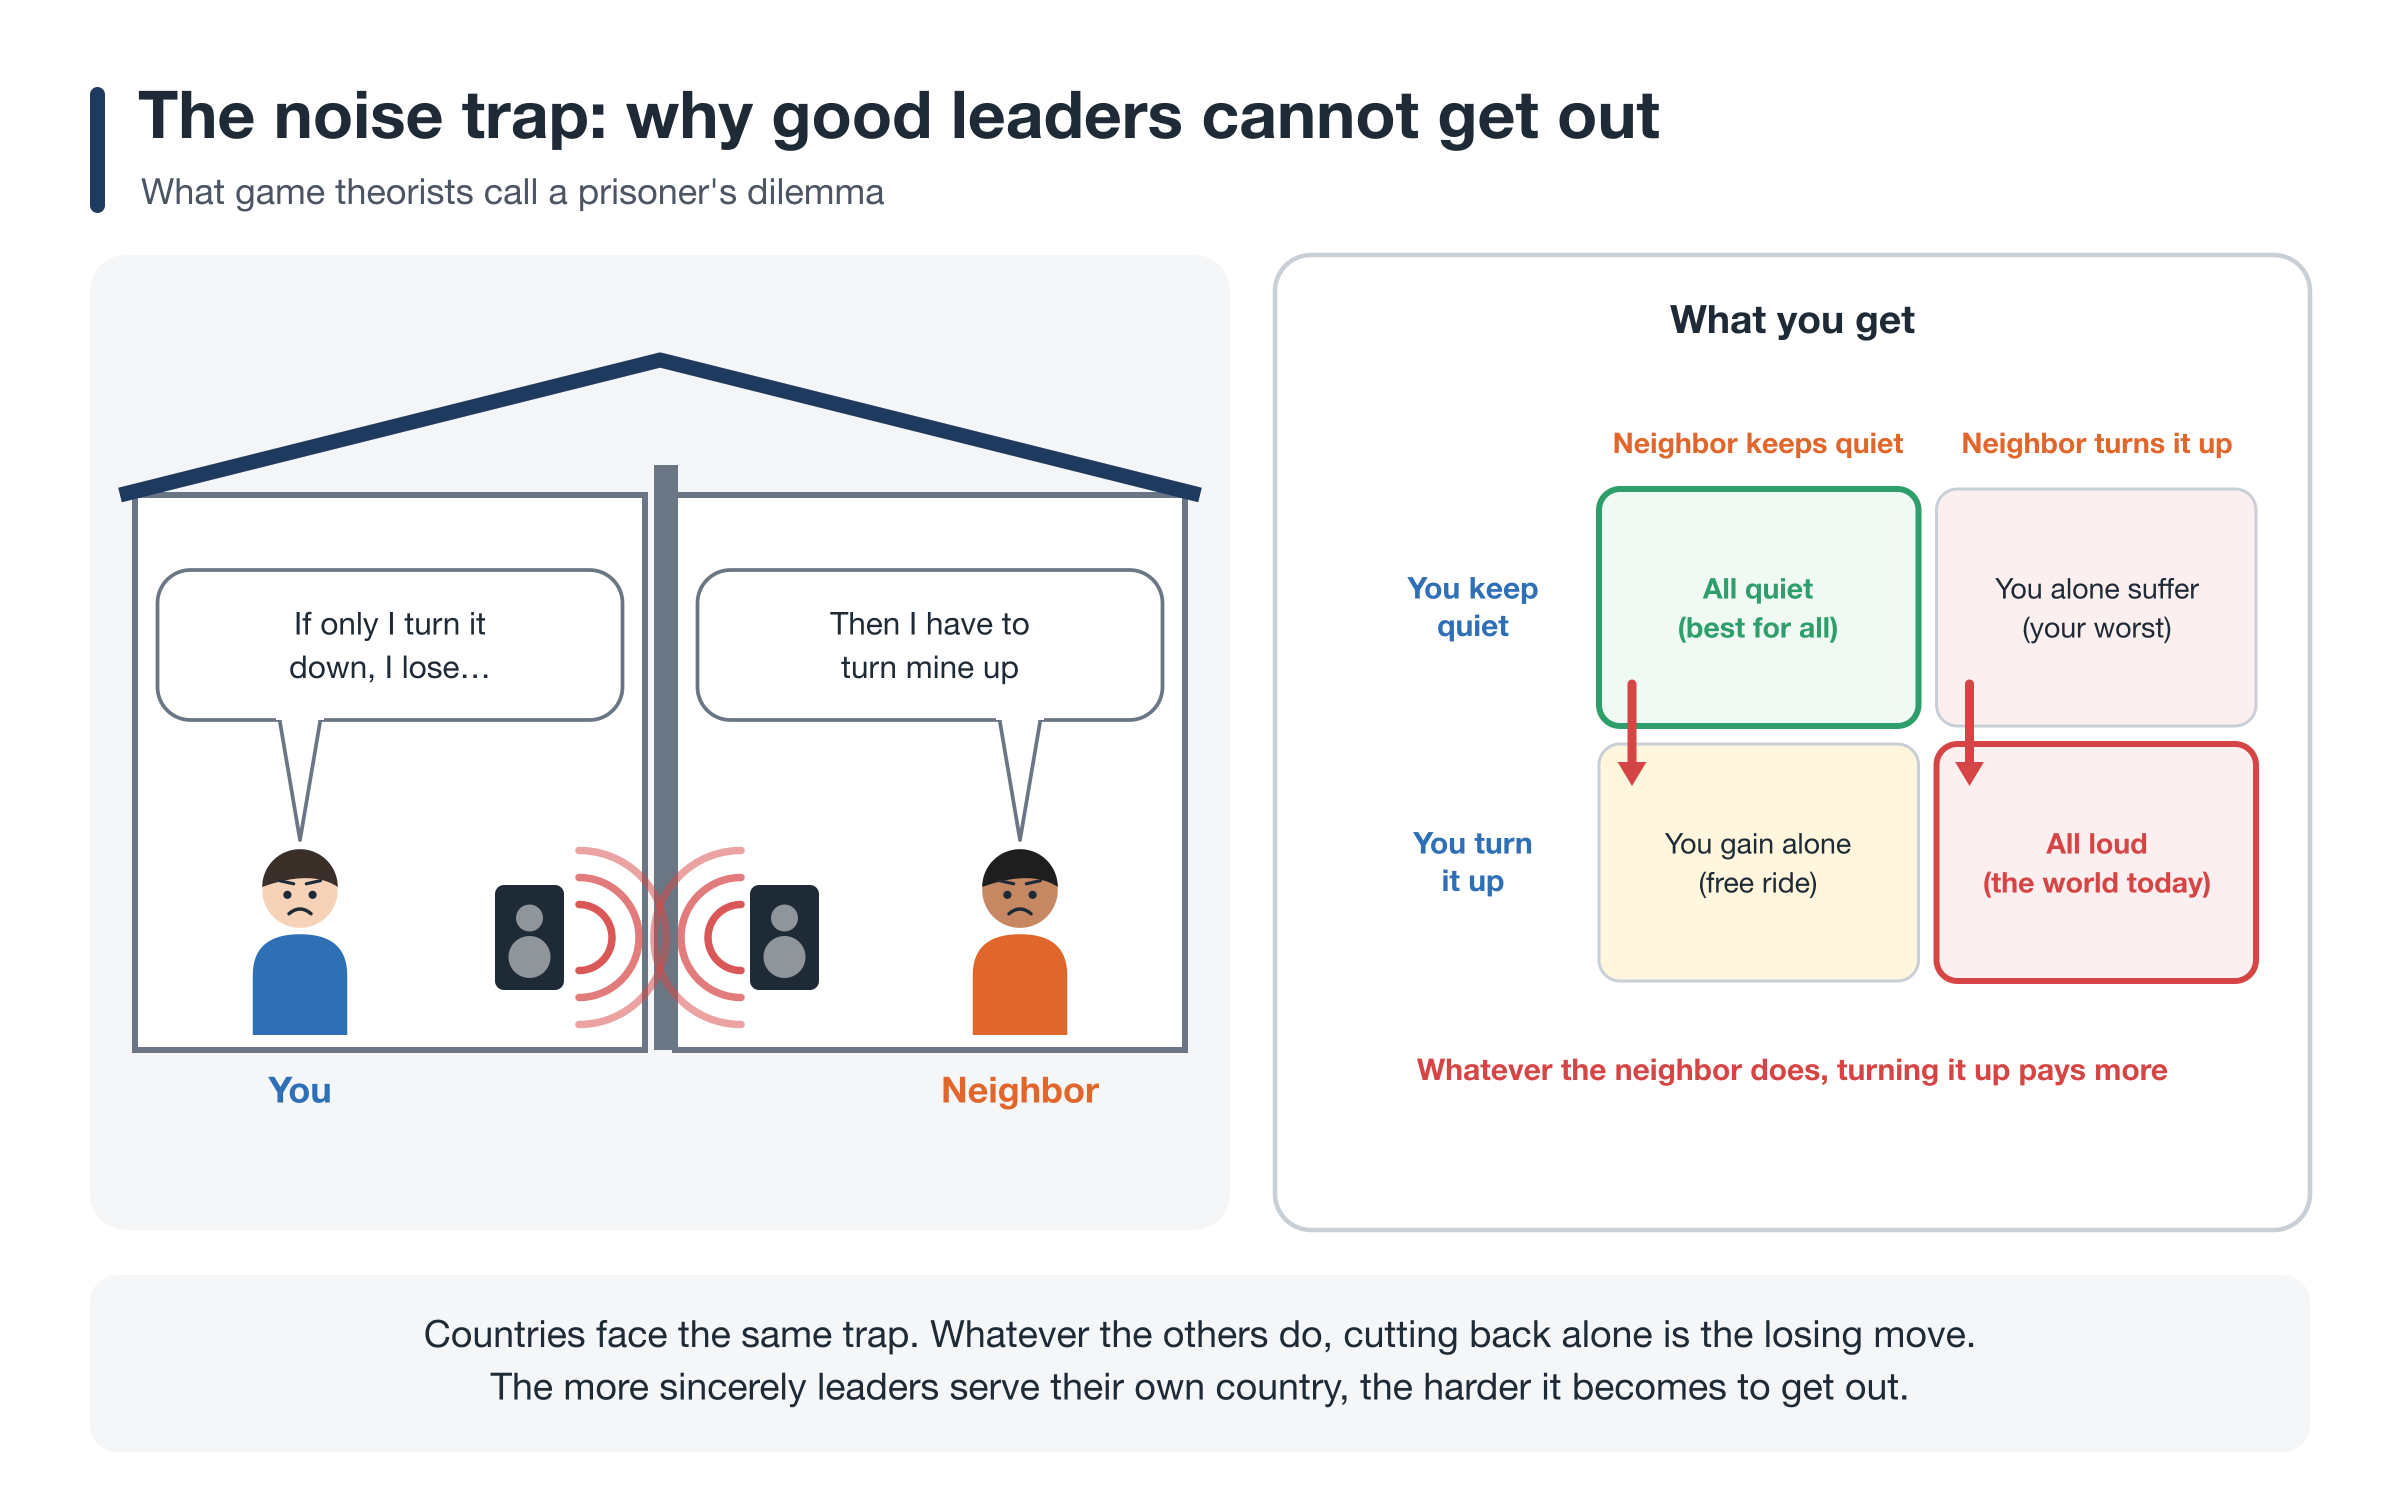 The noise trap: why good leaders cannot get out
What game theorists call a prisoner's dilemma
If only I turn it
down, I lose…
Then I have to
turn mine up
You
Neighbor
What you get
Neighbor keeps quiet
Neighbor turns it up
You keep
quiet
All quiet
(best for all)
You alone suffer
(your worst)
You turn
it up
You gain alone
(free ride)
All loud
(the world today)
Whatever the neighbor does, turning it up pays more
Countries face the same trap. Whatever the others do, cutting back alone is the losing move.
The more sincerely leaders serve their own country, the harder it becomes to get out.